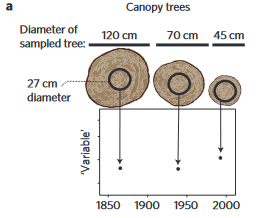 a
Canopy trees
Diameter of
sampled tree:
120 cm 70 cm 45 cm
27 cm
diameter
'Variable'
1850 1900 1950 2000